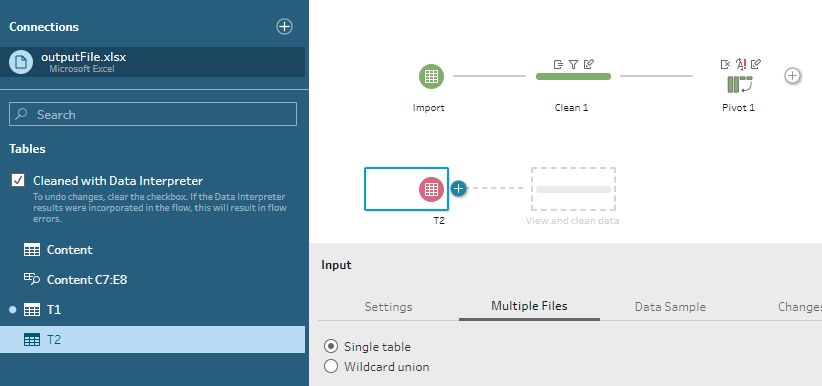 Connections
outputFile.xlsx
Microsoft Excel
Search
Tables
Cleaned with Data Interpreter
To undo changes, clear the checkbox. If the Data Interpreter
results were incorporated in the flow, this will result in flow
errors.
Content
Content C7:E8
T1
T2
Import
Clean 1
Pivot 1
T2
View and clean data
Input
Settings
Multiple Files
Data Sample
Changes
Single table
Wildcard union